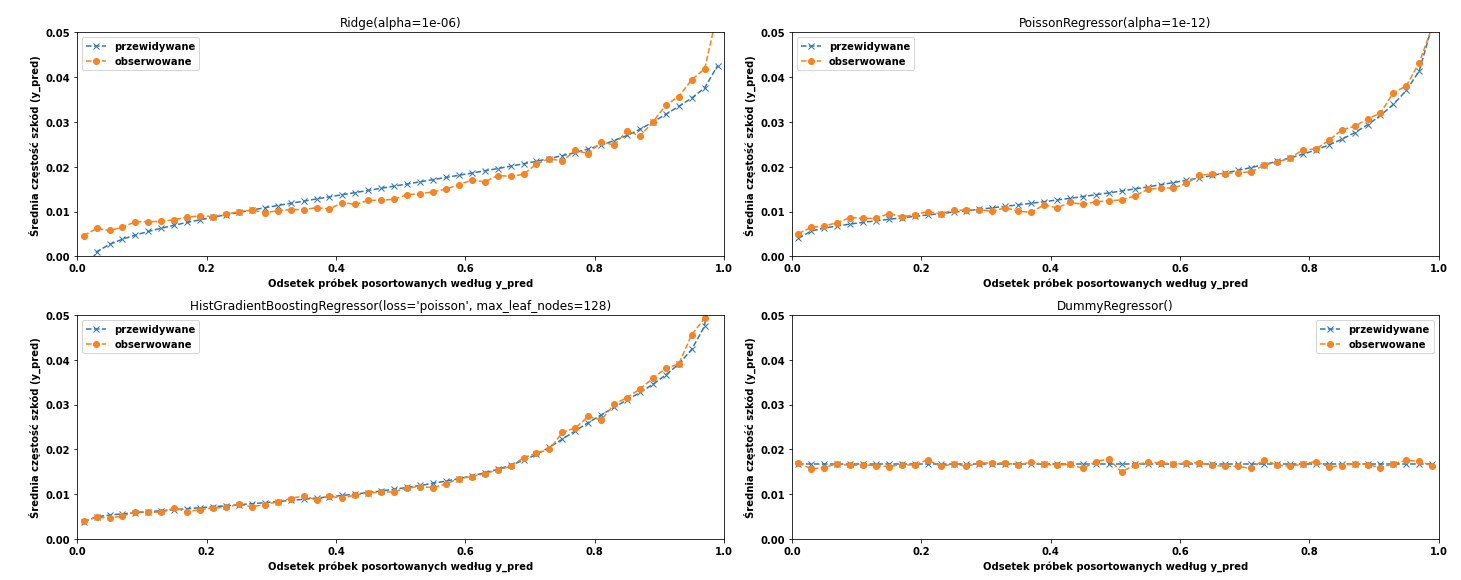 Ridge(alpha=1e-06)
0.05
0.04
0.03
0.02
0.01
0.00
Średnia częstość szkód (y_pred)
przewidywane
obserwowane
0.0 0.2 0.4 0.6 0.8 1.0
Odsetek próbek posortowanych według y_pred
PoissonRegressor(alpha=1e-12)
0.05
0.04
0.03
0.02
0.01
0.00
Średnia częstość szkód (y_pred)
przewidywane
obserwowane
0.0 0.2 0.4 0.6 0.8 1.0
Odsetek próbek posortowanych według y_pred
HistGradientBoostingRegressor(loss='poisson', max_leaf_nodes=128)
0.05
0.04
0.03
0.02
0.01
0.00
Średnia częstość szkód (y_pred)
przewidywane
obserwowane
0.0 0.2 0.4 0.6 0.8 1.0
Odsetek próbek posortowanych według y_pred
DummyRegressor()
0.05
0.04
0.03
0.02
0.01
0.00
Średnia częstość szkód (y_pred)
przewidywane
obserwowane
0.0 0.2 0.4 0.6 0.8 1.0
Odsetek próbek posortowanych według y_pred